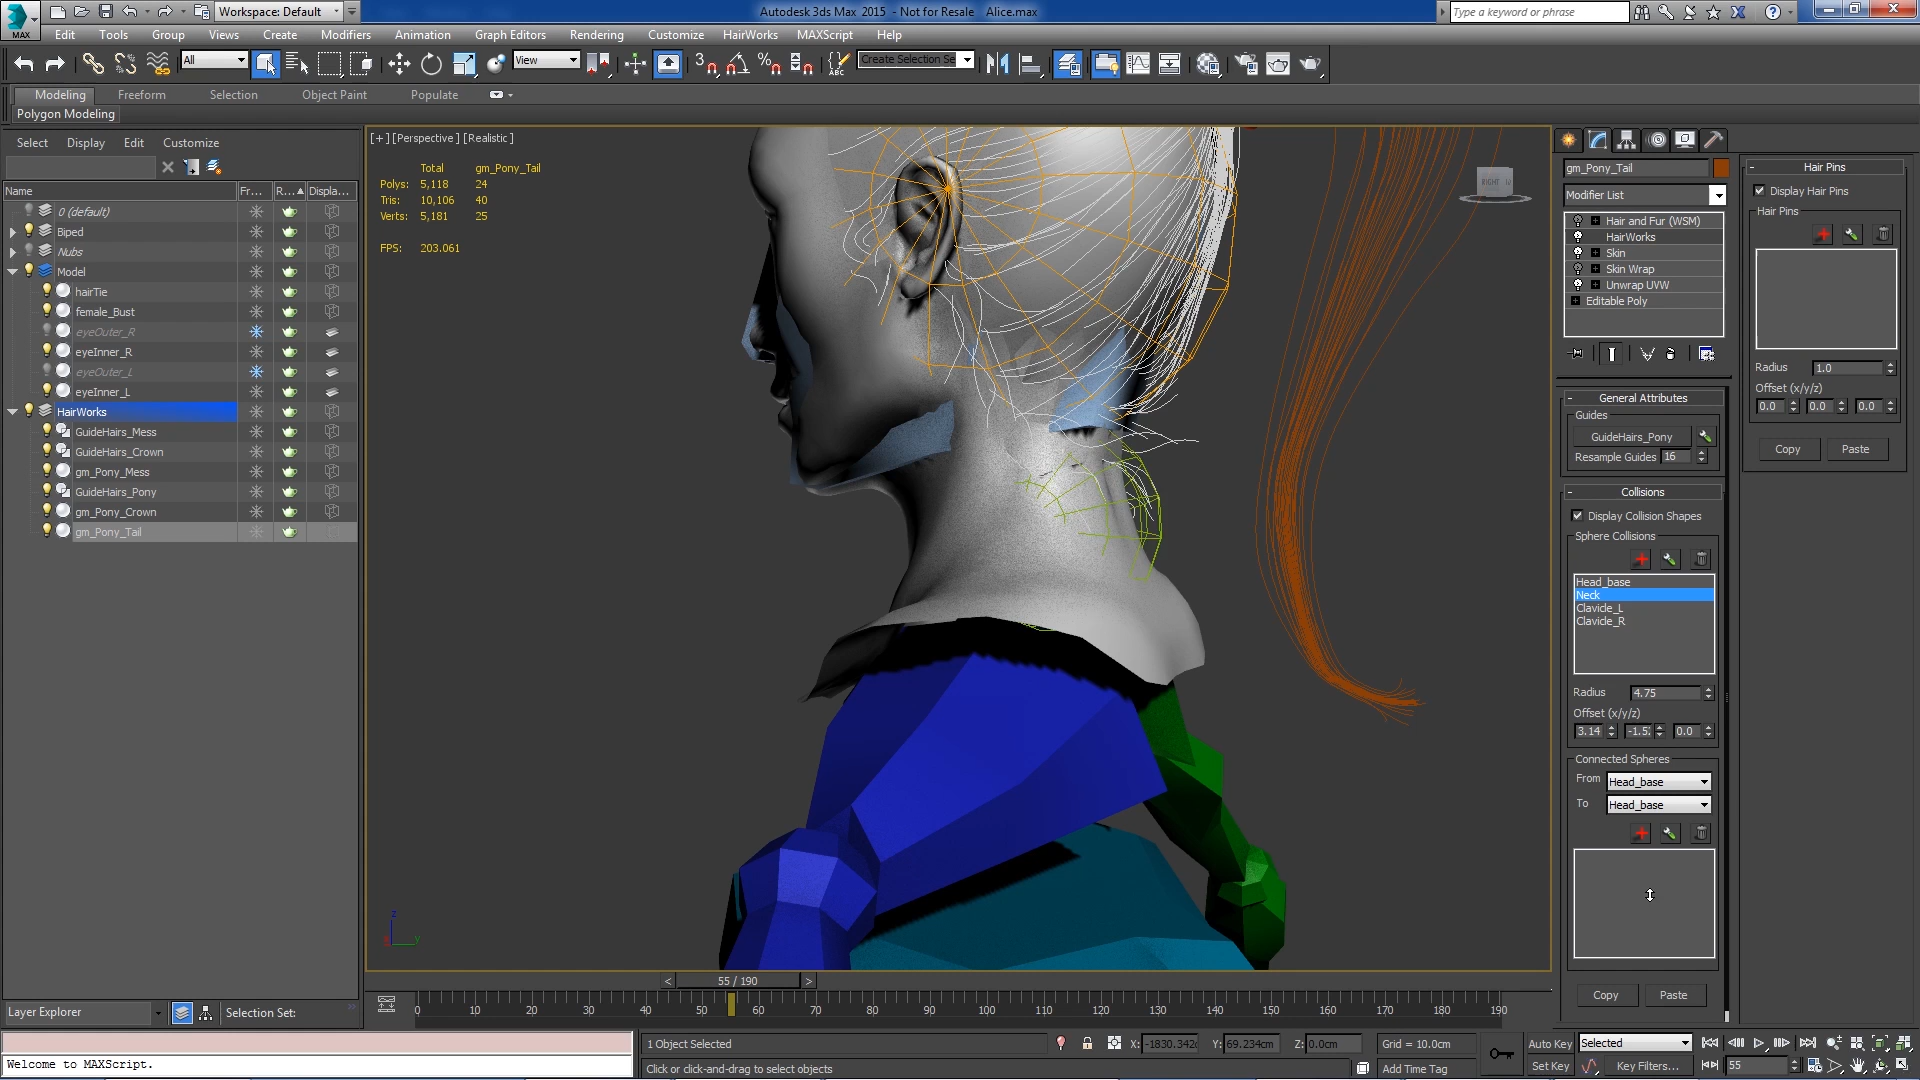 Workspace: Default
Autodesk 3ds Max 2015 - Not for Resale Alice.max
Type a keyword or phrase
MAX
Edit Tools Group Views Create Modifiers Animation Graph Editors Rendering Customize HairWorks MAXScript Help
All
View
3
Create Selection Se
ABC
Modeling Freeform Selection Object Paint Populate
Polygon Modeling
Select Display Edit Customize
Name Fr... R... Displa...
0 (default)
Biped
Nubs
Model
hairTie
female_Bust
eyeOuter_R
eyeInner_R
eyeOuter_L
eyeInner_L
HairWorks
GuideHairs_Mess
GuideHairs_Crown
gm_Pony_Mess
GuideHairs_Pony
gm_Pony_Crown
gm_Pony_Tail
Layer Explorer
Selection Set:
[+] [Perspective] [Realistic]
Total gm_Pony_Tail
Polys: 5,118 24
Tris: 10,106 40
Verts: 5,181 25
FPS: 203.061
RIGHT
z
y
gm_Pony_Tail
Modifier List
Hair and Fur (WSM)
HairWorks
Skin
Skin Wrap
Unwrap UVW
Editable Poly
- General Attributes
Guides
GuideHairs_Pony
Resample Guides 16
- Collisions
Display Collision Shapes
Sphere Collisions
Head_base
Neck
Clavicle_L
Clavicle_R
Radius 4.75
Offset (x/y/z)
3.14 -1.5 0.0
Connected Spheres
From Head_base
To Head_base
Copy Paste
- Hair Pins
Display Hair Pins
Hair Pins
Radius 1.0
Offset (x/y/z)
0.0 0.0 0.0
Copy Paste
< 55 / 190 >
0 10 20 30 40 50 60 70 80 90 100 110 120 130 140 150 160 170 180 190
Welcome to MAXScript.
1 Object Selected
X: -1830.342c Y: 69.234cm Z: 0.0cm
Grid = 10.0cm
Auto Key Selected
Click or click-and-drag to select objects
Add Time Tag
Set Key Key Filters... 55